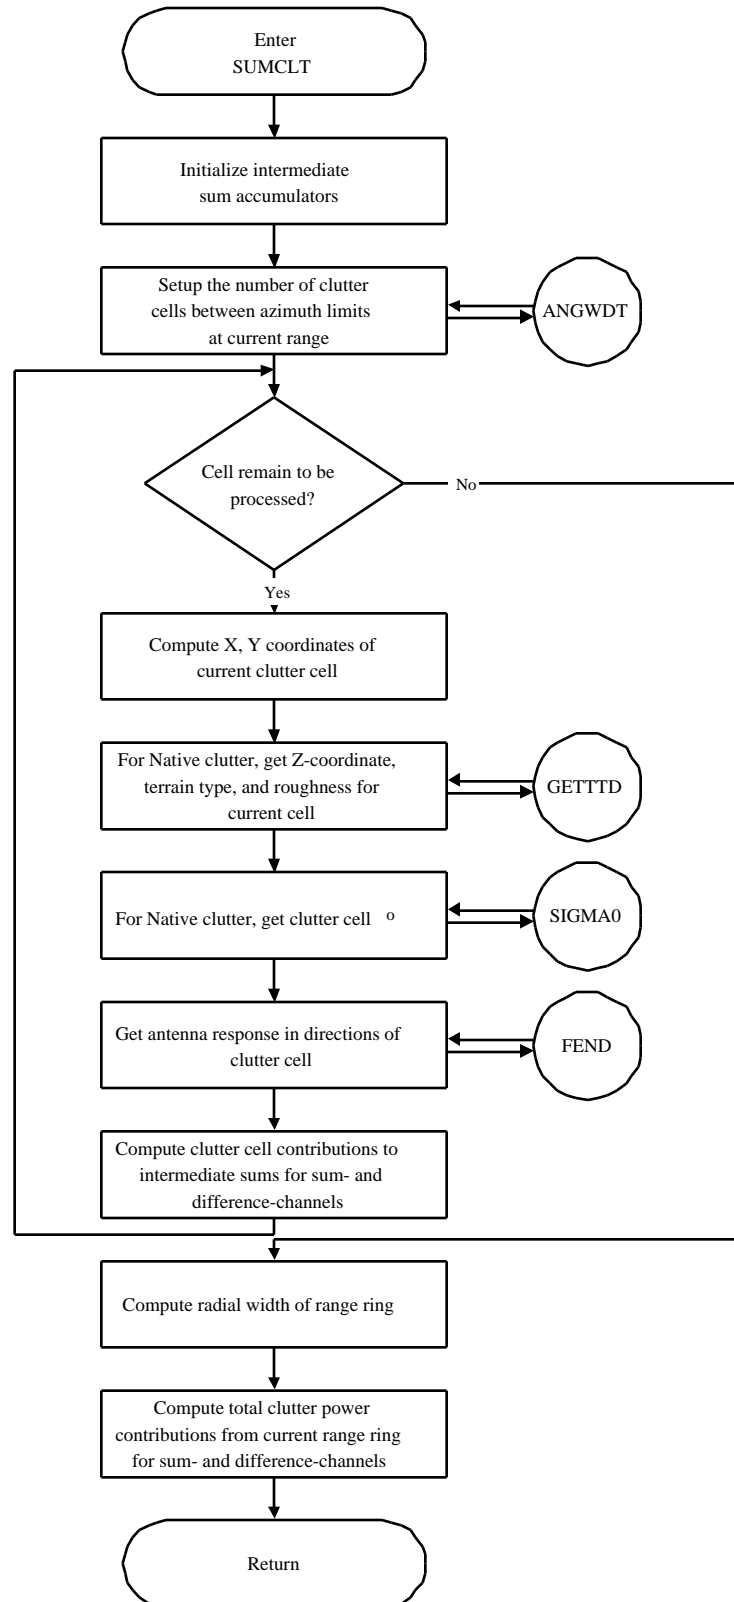 Enter
SUMCLT
Initialize intermediate
sum accumulators
Setup the number of clutter
cells between azimuth limits
at current range
ANGWDT
Cell remain to be
processed?
No
Yes
Compute X, Y coordinates of
current clutter cell
For Native clutter, get Z-coordinate,
terrain type, and roughness for
current cell
GETTTD
For Native clutter, get clutter cell o
SIGMA0
Get antenna response in directions of
clutter cell
FEND
Compute clutter cell contributions to
intermediate sums for sum- and
difference-channels
Compute radial width of range ring
Compute total clutter power
contributions from current range ring
for sum- and difference-channels
Return